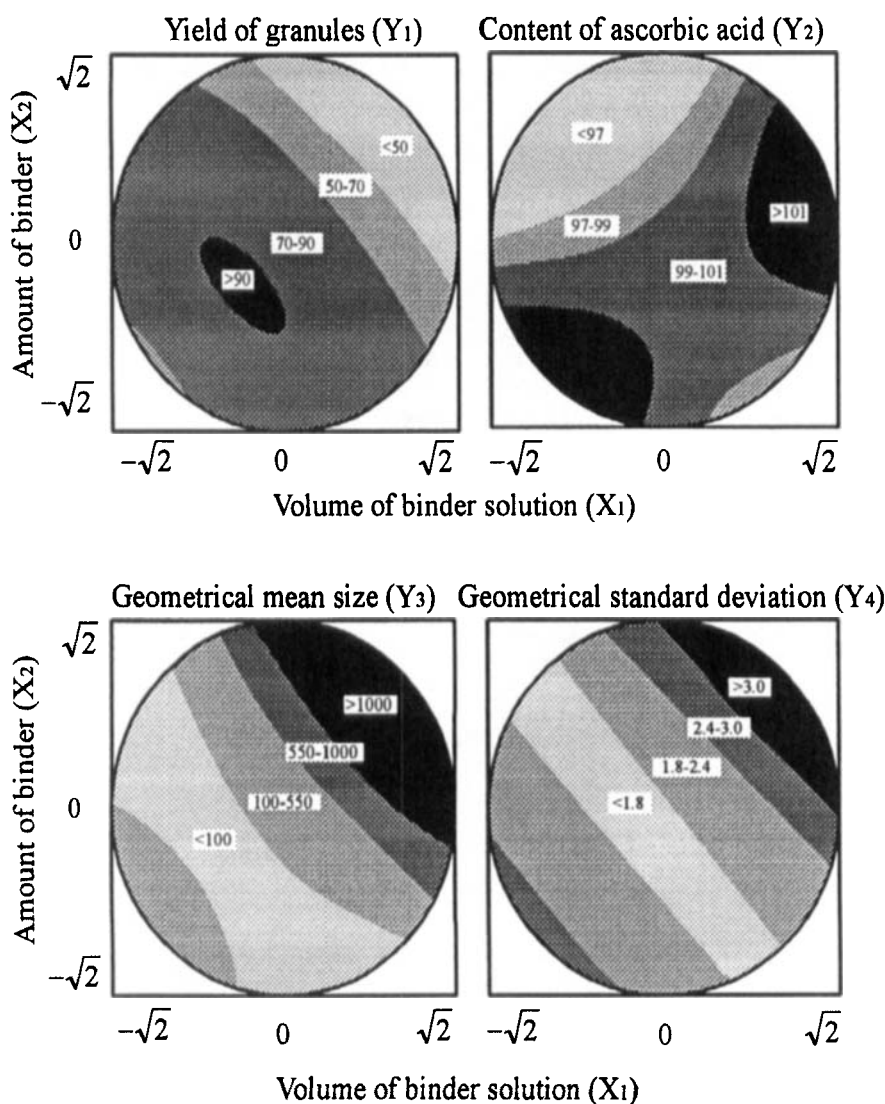 Yield of granules (Y1) Content of ascorbic acid (Y2)
Amount of binder (X2)
√2
0
−√2
<50
50-70
70-90
>90
<97
97-99
>101
99-101
−√2 0 √2 −√2 0 √2
Volume of binder solution (X1)
Geometrical mean size (Y3) Geometrical standard deviation (Y4)
Amount of binder (X2)
√2
0
−√2
>1000
550-1000
100-550
<100
>3.0
2.4-3.0
1.8-2.4
<1.8
−√2 0 √2 −√2 0 √2
Volume of binder solution (X1)